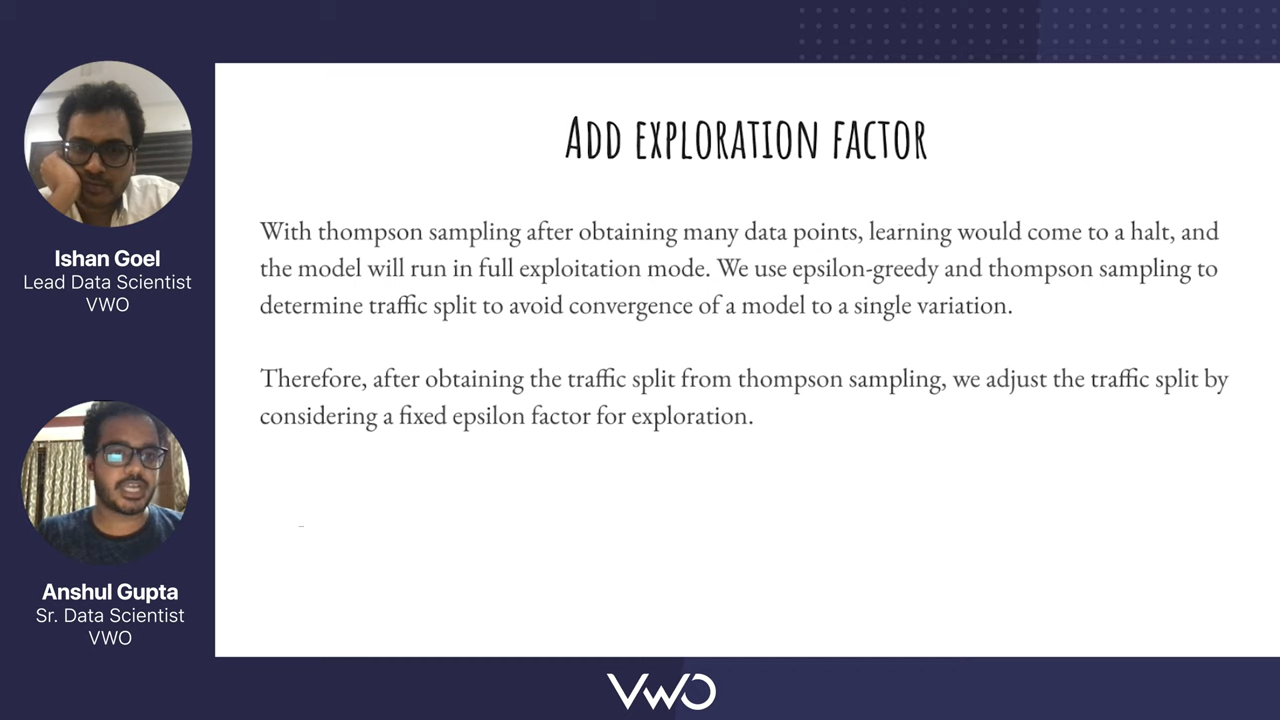 Ishan Goel
Lead Data Scientist
VWO
Anshul Gupta
Sr. Data Scientist
VWO
ADD EXPLORATION FACTOR
With thompson sampling after obtaining many data points, learning would come to a halt, and
the model will run in full exploitation mode. We use epsilon-greedy and thompson sampling to
determine traffic split to avoid convergence of a model to a single variation.
Therefore, after obtaining the traffic split from thompson sampling, we adjust the traffic split by
considering a fixed epsilon factor for exploration.
VWO